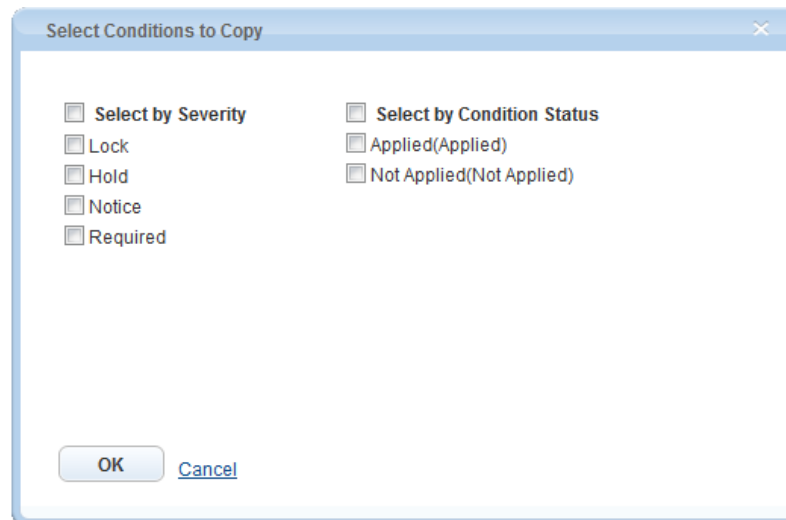 Select Conditions to Copy
Select by Severity
Lock
Hold
Notice
Required
Select by Condition Status
Applied(Applied)
Not Applied(Not Applied)
OK
Cancel